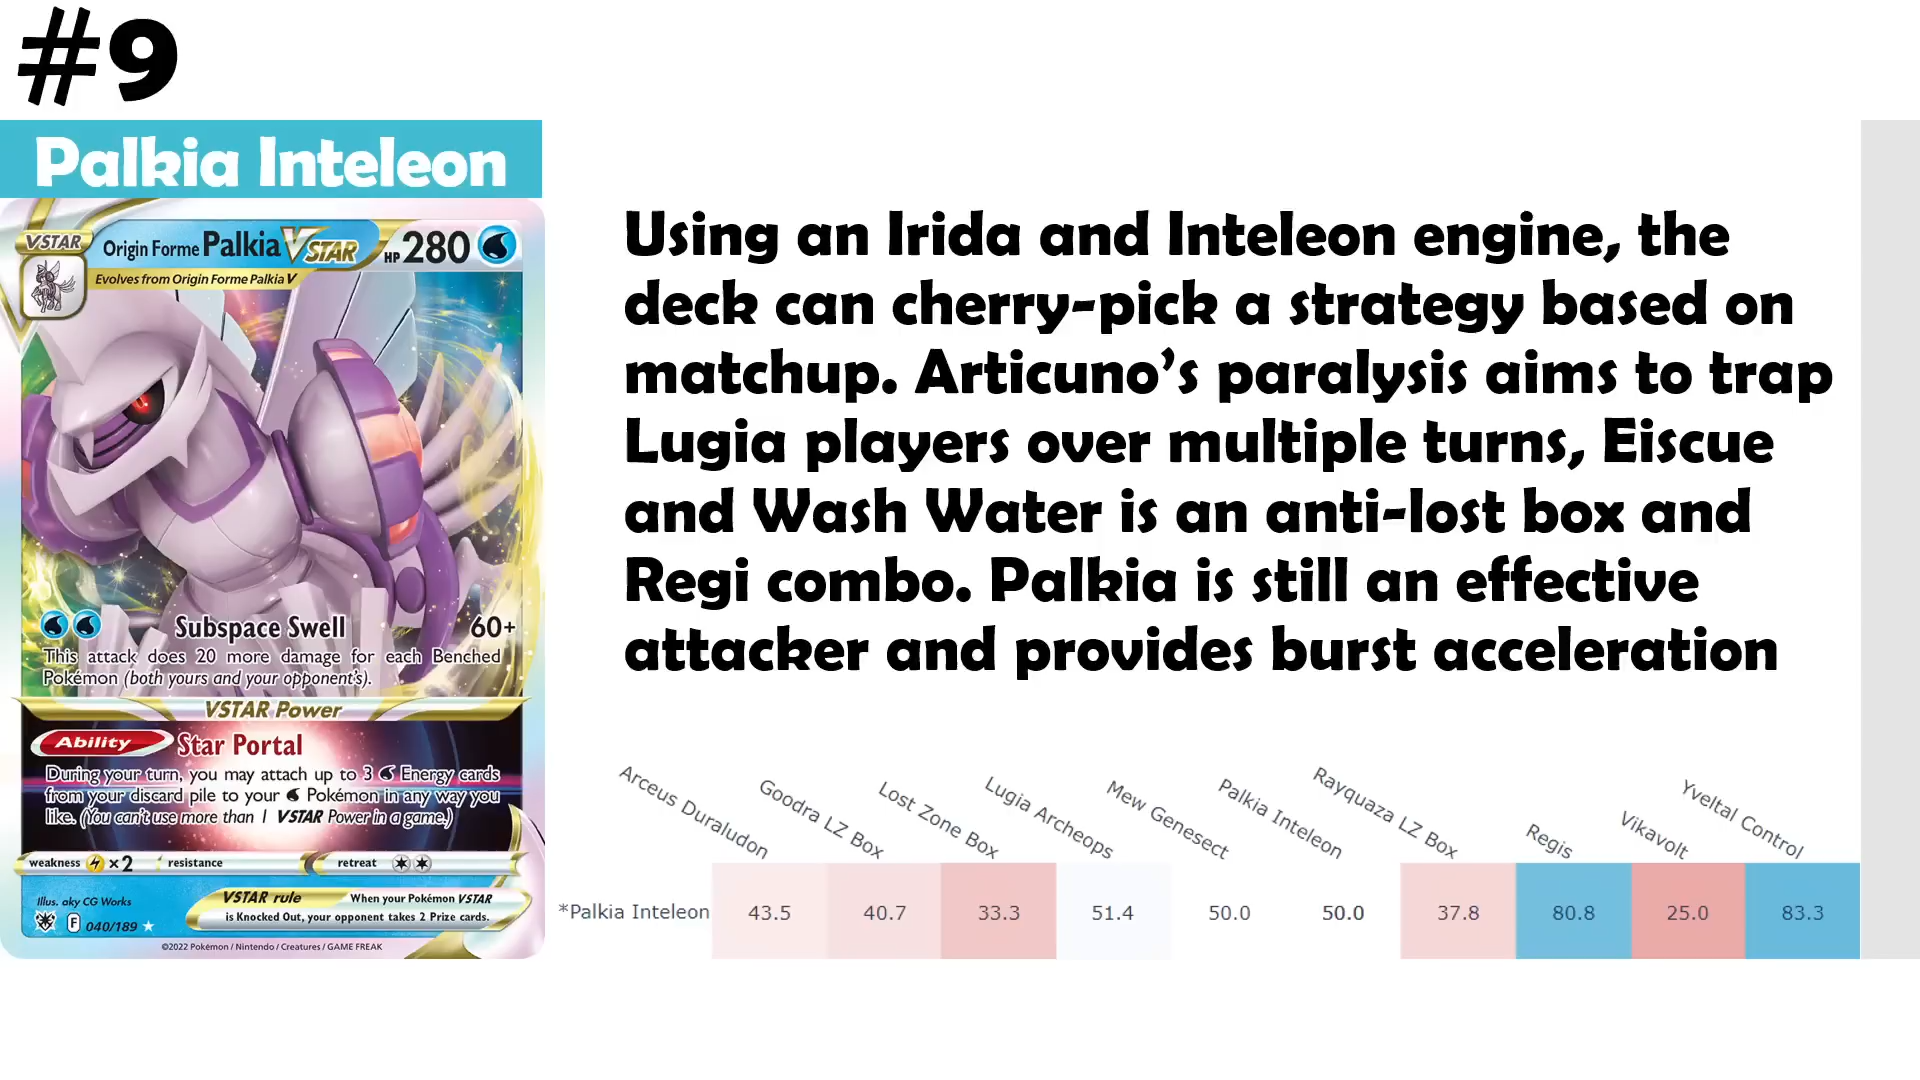 #9
Palkia Inteleon
VSTAR
Origin Forme Palkia VSTAR HP 280
Evolves from Origin Forme Palkia V
Subspace Swell 60+
This attack does 20 more damage for each Benched
Pokémon (both yours and your opponent's).
VSTAR Power
Ability Star Portal
During your turn, you may attach up to 3 Energy cards
from your discard pile to your Pokémon in any way you
like. (You can't use more than 1 VSTAR Power in a game.)
weakness ×2 resistance retreat
Illus. aky CG Works
F 040/189 ★
VSTAR rule When your Pokémon VSTAR
is Knocked Out, your opponent takes 2 Prize cards.
©2022 Pokémon / Nintendo / Creatures / GAME FREAK
Using an Irida and Inteleon engine, the
deck can cherry-pick a strategy based on
matchup. Articuno's paralysis aims to trap
Lugia players over multiple turns, Eiscue
and Wash Water is an anti-lost box and
Regi combo. Palkia is still an effective
attacker and provides burst acceleration
Arceus Duraludon
Goodra LZ Box
Lost Zone Box
Lugia Archeops
Mew Genesect
Palkia Inteleon
Rayquaza LZ Box
Regis
Vikavolt
Yveltal Control
*Palkia Inteleon 43.5 40.7 33.3 51.4 50.0 50.0 37.8 80.8 25.0 83.3